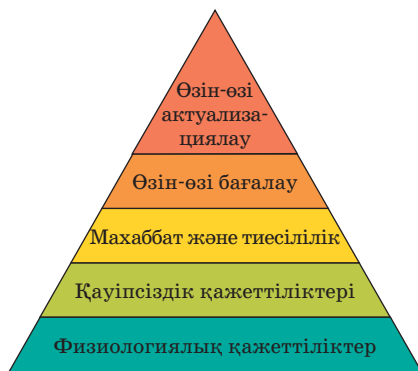 Өзін-өзі
актуализа-
циялау
Өзін-өзі бағалау
Махаббат және тиесілілік
Қауіпсіздік қажеттіліктері
Физиологиялық қажеттіліктер